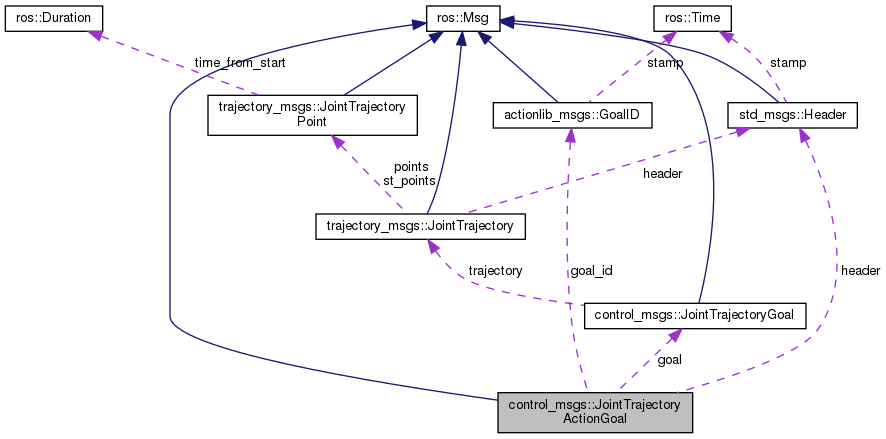 ros::Duration
ros::Msg
ros::Time
time_from_start
stamp
stamp
trajectory_msgs::JointTrajectory
Point
actionlib_msgs::GoalID
std_msgs::Header
points
st_points
header
trajectory_msgs::JointTrajectory
trajectory
goal_id
header
control_msgs::JointTrajectoryGoal
goal
control_msgs::JointTrajectory
ActionGoal